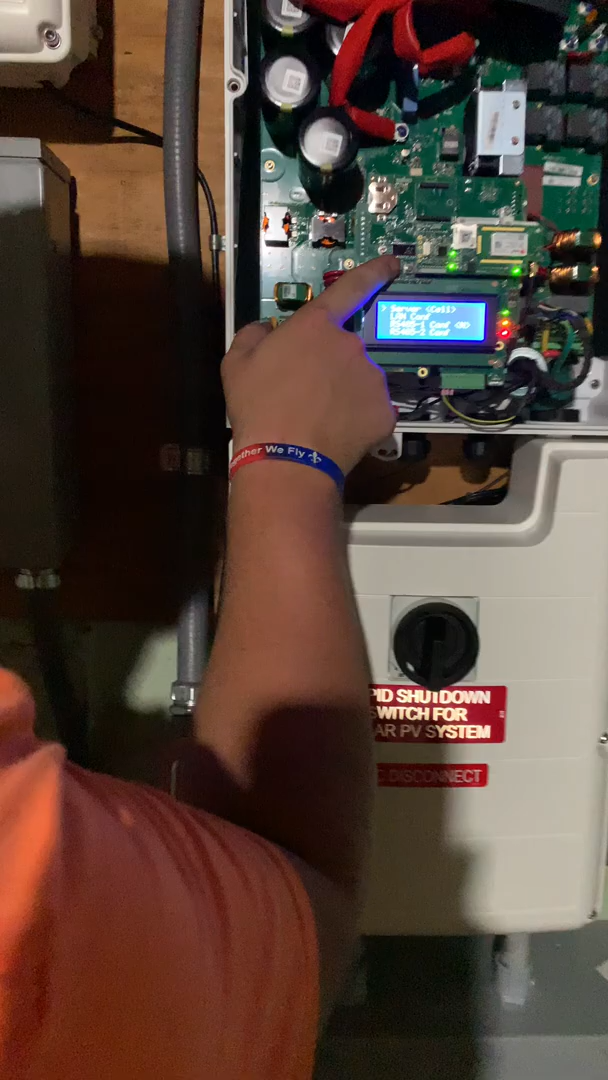 > Server <Cell>
LAN Conf
RS485-1 Conf <M>
RS485-2 Conf
gether We Fly
PID SHUTDOWN
SWITCH FOR
AR PV SYSTEM
C DISCONNECT